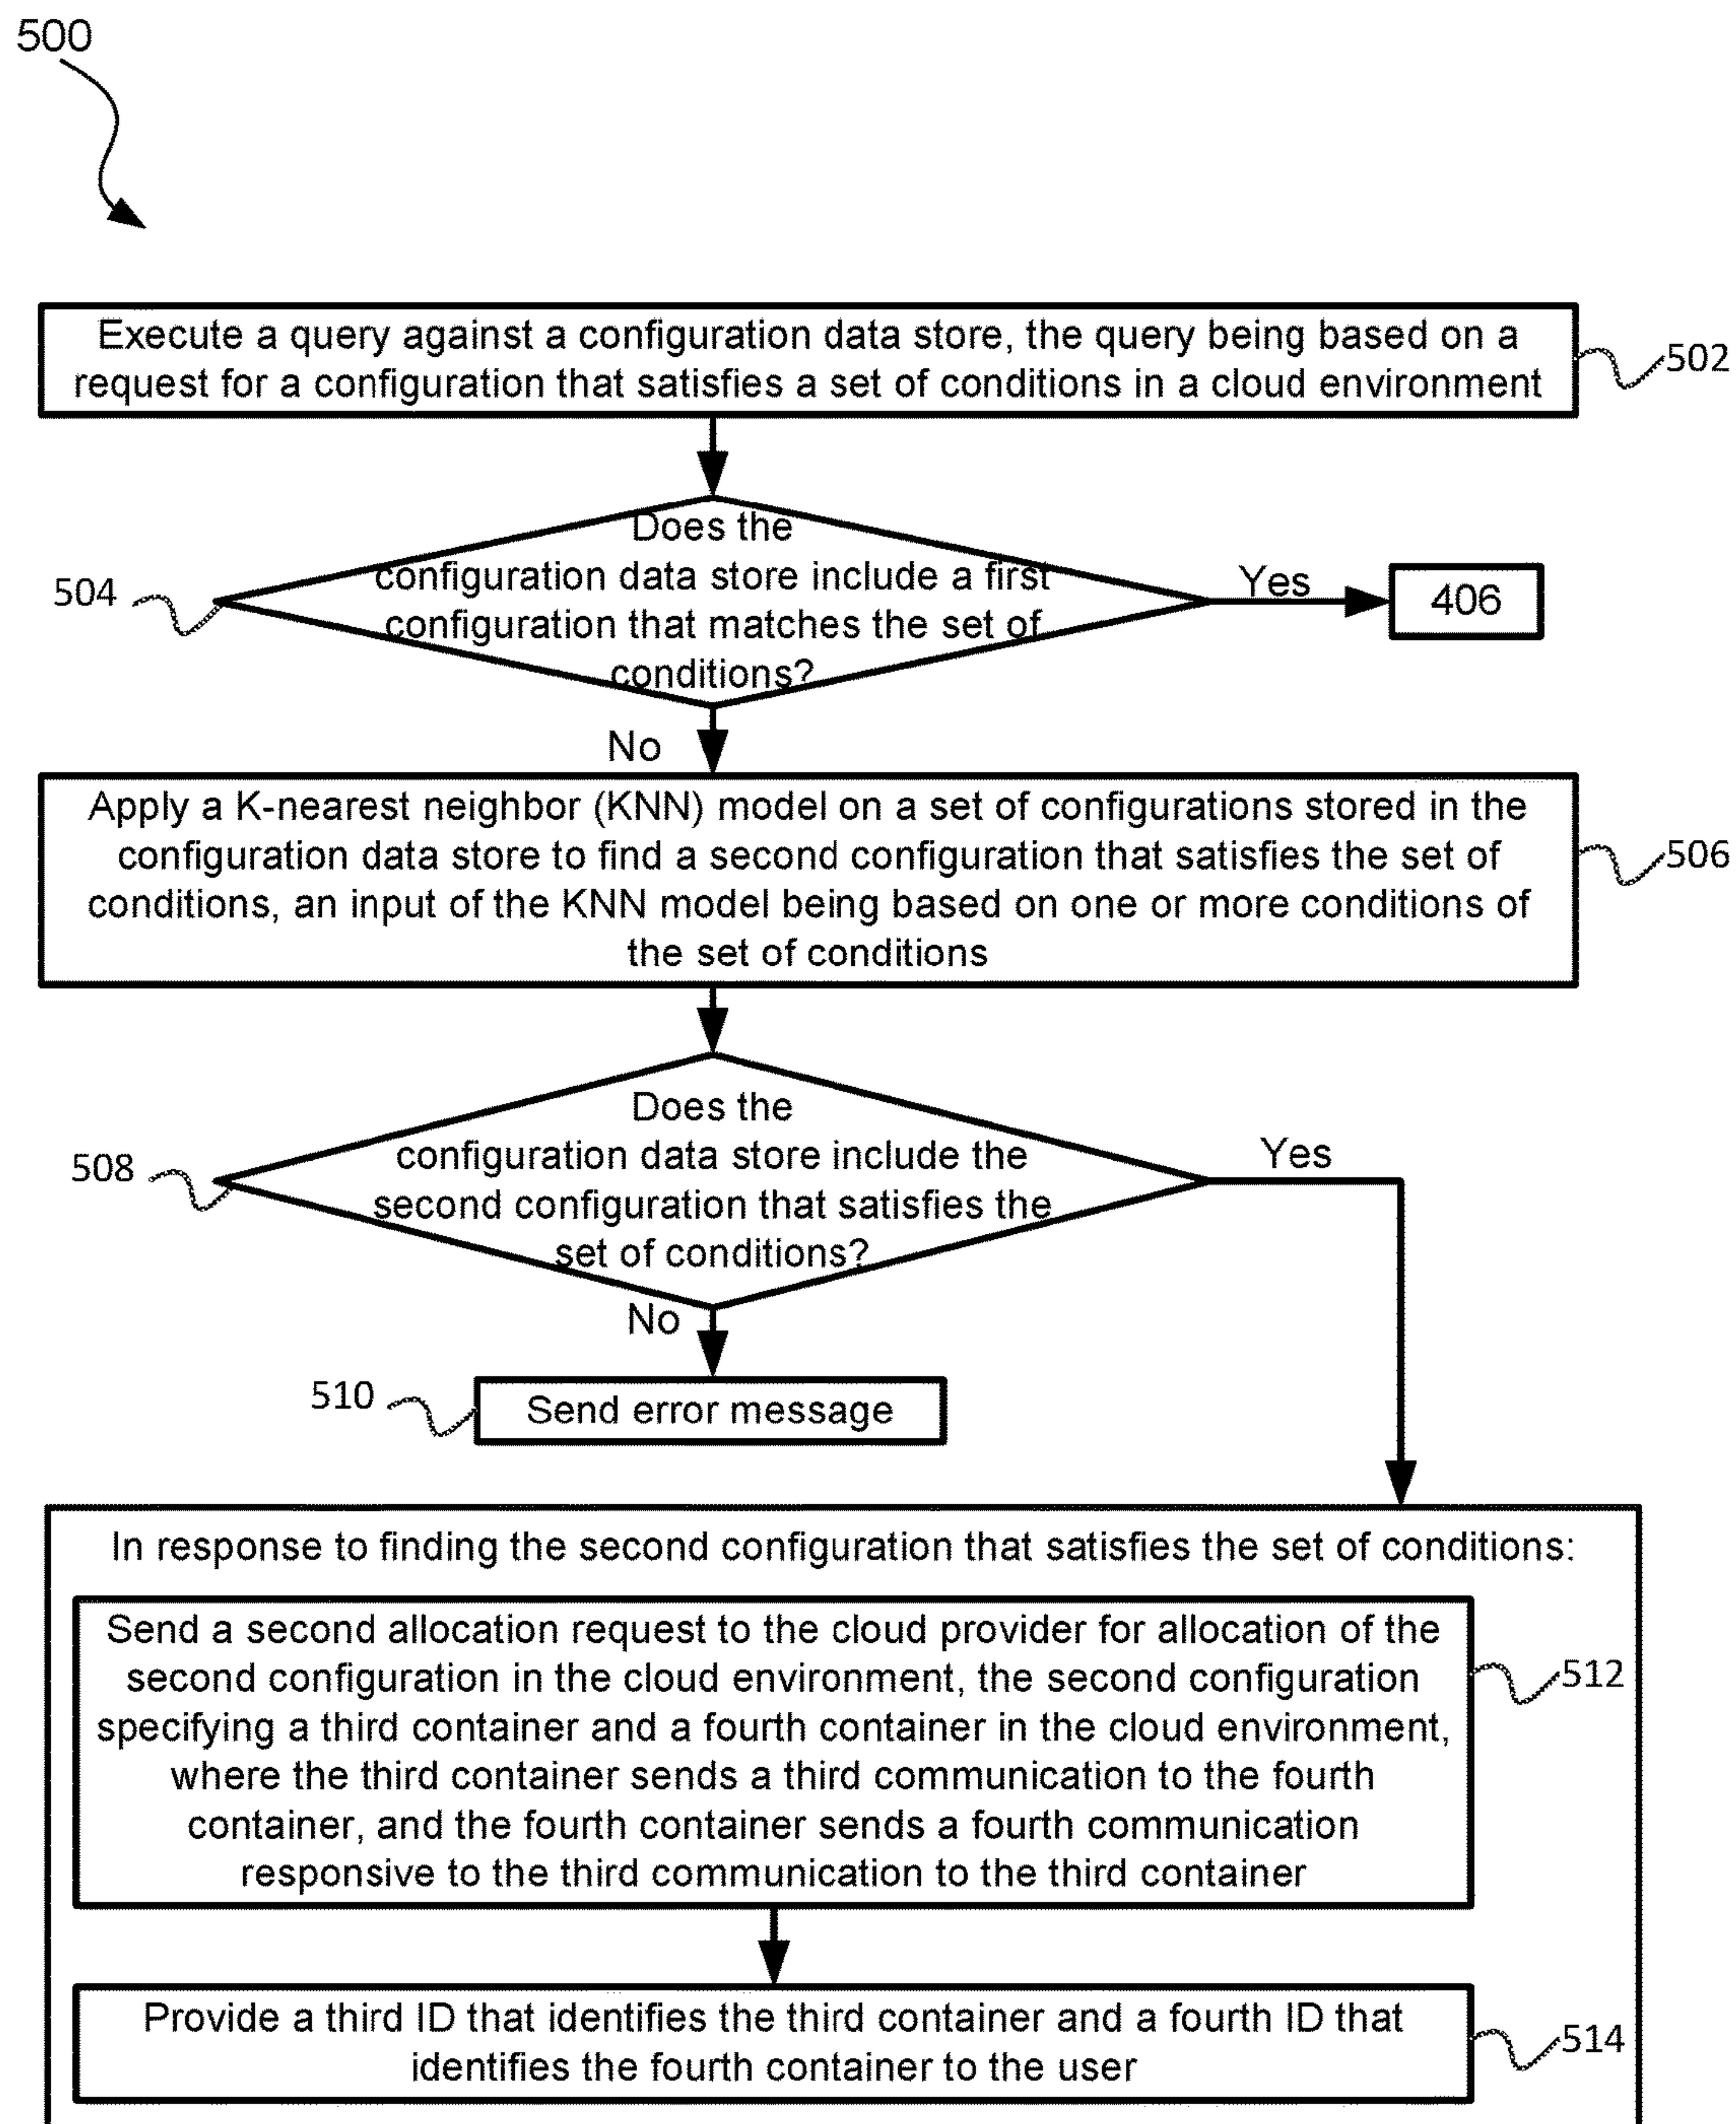 500
Execute a query against a configuration data store, the query being based on a
request for a configuration that satisfies a set of conditions in a cloud environment
502
Does the
configuration data store include a first
configuration that matches the set of
conditions?
504
Yes
406
No
Apply a K-nearest neighbor (KNN) model on a set of configurations stored in the
configuration data store to find a second configuration that satisfies the set of
conditions, an input of the KNN model being based on one or more conditions of
the set of conditions
506
Does the
configuration data store include the
second configuration that satisfies the
set of conditions?
508
Yes
No
510
Send error message
In response to finding the second configuration that satisfies the set of conditions:
Send a second allocation request to the cloud provider for allocation of the
second configuration in the cloud environment, the second configuration
specifying a third container and a fourth container in the cloud environment,
where the third container sends a third communication to the fourth
container, and the fourth container sends a fourth communication
responsive to the third communication to the third container
512
Provide a third ID that identifies the third container and a fourth ID that
identifies the fourth container to the user
514